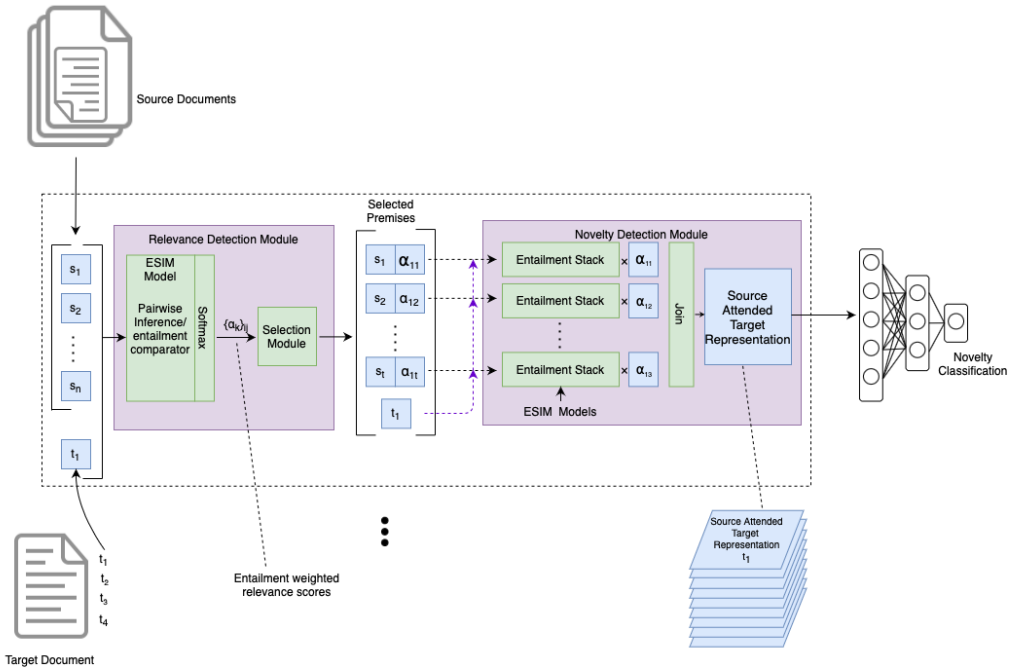 Source Documents
Selected
Premises
Relevance Detection Module
Novelty Detection Module
s1
s2
sn
t1
ESIM
Model
Pairwise
Inference/
entailment
comparator
Softmax
{αk}ij
Selection
Module
s1 α11
s2 α12
st α1t
t1
Entailment Stack × α11
Entailment Stack × α12
Entailment Stack × α13
ESIM Models
Join
Source
Attended
Target
Representation
Novelty
Classification
t1
t2
t3
t4
Target Document
Entailment weighted
relevance scores
Source Attended
Target
Representation
t1